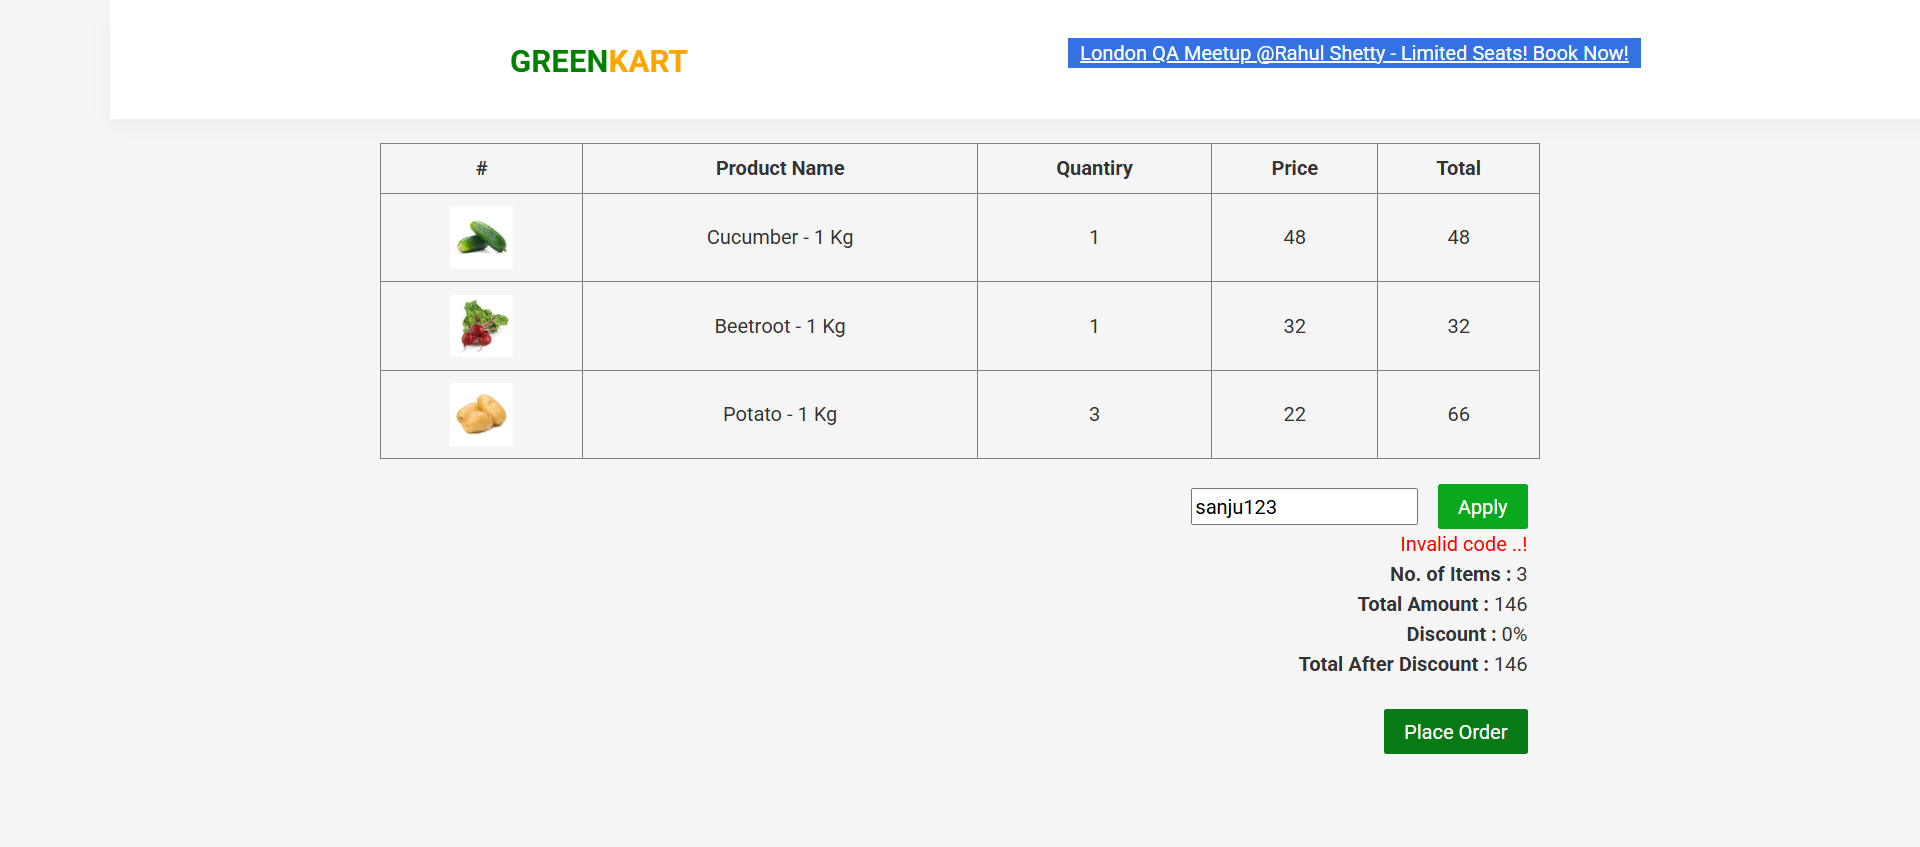 GREENKART
London QA Meetup @Rahul Shetty - Limited Seats! Book Now!
# Product Name Quantiry Price Total
Cucumber - 1 Kg 1 48 48
Beetroot - 1 Kg 1 32 32
Potato - 1 Kg 3 22 66
sanju123 Apply
Invalid code ..!
No. of Items : 3
Total Amount : 146
Discount : 0%
Total After Discount : 146
Place Order